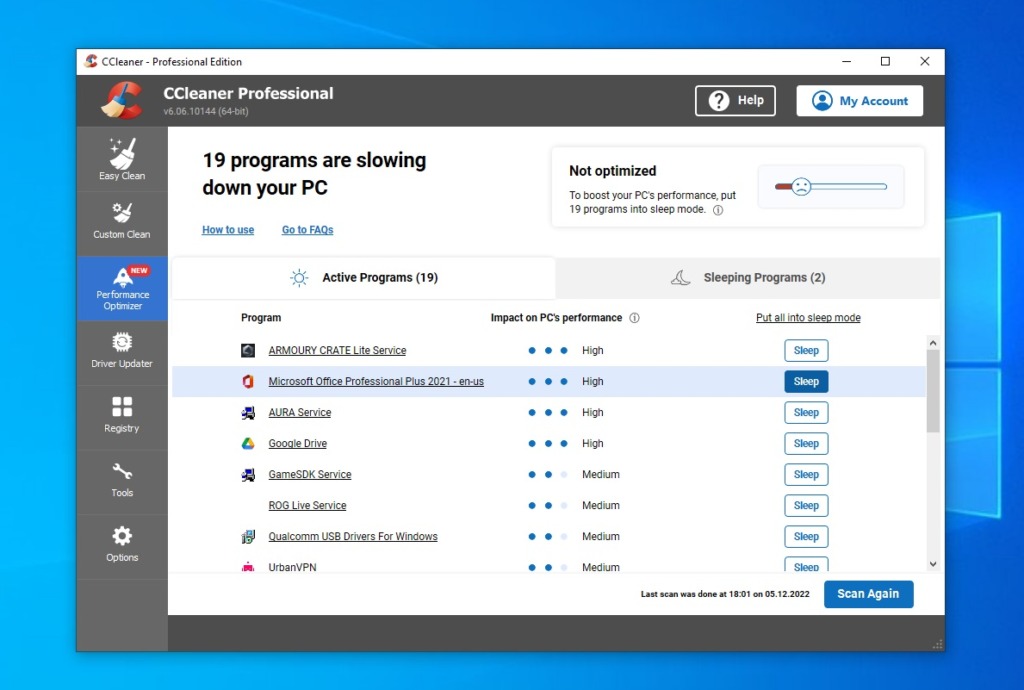 CCleaner - Professional Edition
CCleaner Professional
v6.06.10144 (64-bit)
? Help
My Account
Easy Clean
Custom Clean
NEW
Performance
Optimizer
Driver Updater
Registry
Tools
Options
19 programs are slowing
down your PC
How to use
Go to FAQs
Not optimized
To boost your PC's performance, put
19 programs into sleep mode.
Active Programs (19)
Sleeping Programs (2)
Program
Impact on PC's performance
Put all into sleep mode
ARMOURY CRATE Lite Service High Sleep
Microsoft Office Professional Plus 2021 - en-us High Sleep
AURA Service High Sleep
Google Drive High Sleep
GameSDK Service Medium Sleep
ROG Live Service Medium Sleep
Qualcomm USB Drivers For Windows Medium Sleep
UrbanVPN Medium Sleep
Last scan was done at 18:01 on 05.12.2022
Scan Again